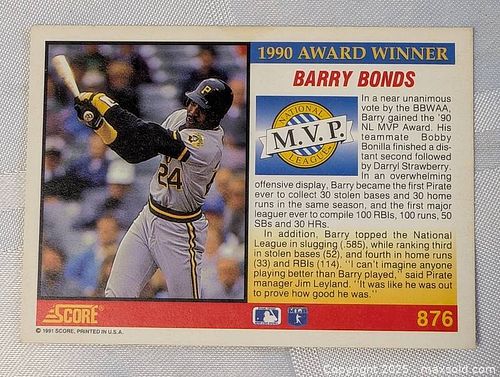 1990 AWARD WINNER
BARRY BONDS
NATIONAL
M.V.P.
LEAGUE
In a near unanimous
vote by the BBWAA,
Barry gained the '90
NL MVP Award. His
teammate Bobby
Bonilla finished a dis-
tant second followed
by Darryl Strawberry.
In an overwhelming
offensive display, Barry became the first Pirate
ever to collect 30 stolen bases and 30 home
runs in the same season, and the first major
leaguer ever to compile 100 RBIs, 100 runs, 50
SBs and 30 HRs.
In addition, Barry topped the National
League in slugging (.585), while ranking third
in stolen bases (52), and fourth in home runs
(33) and RBIs (114). "I can't imagine anyone
playing better than Barry played," said Pirate
manager Jim Leyland. "It was like he was out
to prove how good he was."
P
24
SCORE®
© 1991 SCORE, PRINTED IN U.S.A.
876
Copyright 2025 - maxsold.com